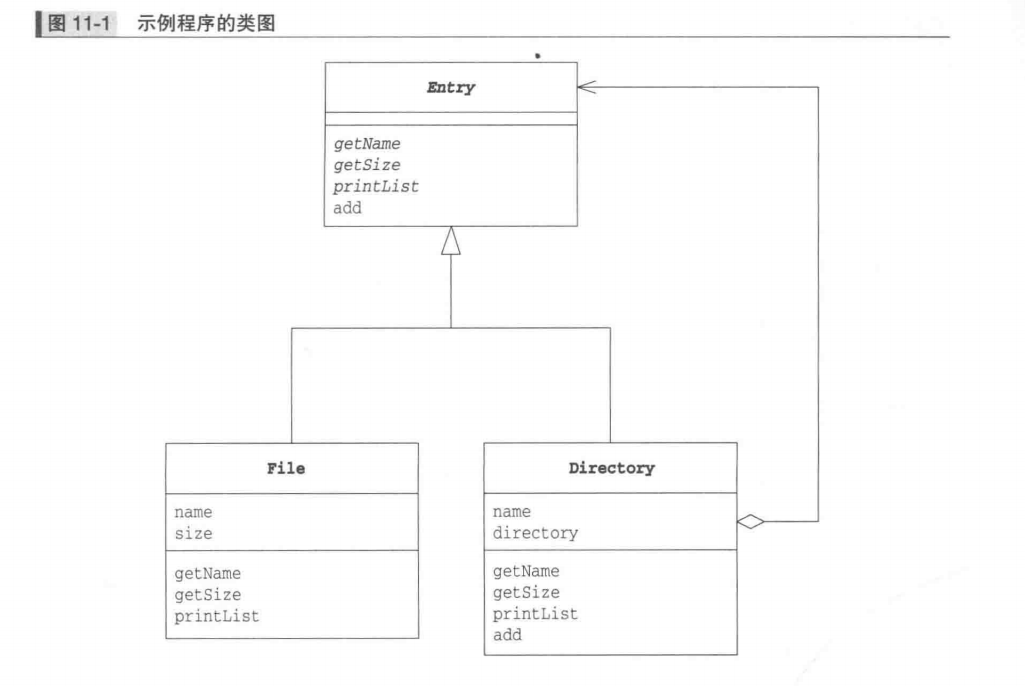 图 11-1 示例程序的类图
Entry
getName
getSize
printList
add
File
name
size
getName
getSize
printList
Directory
name
directory
getName
getSize
printList
add